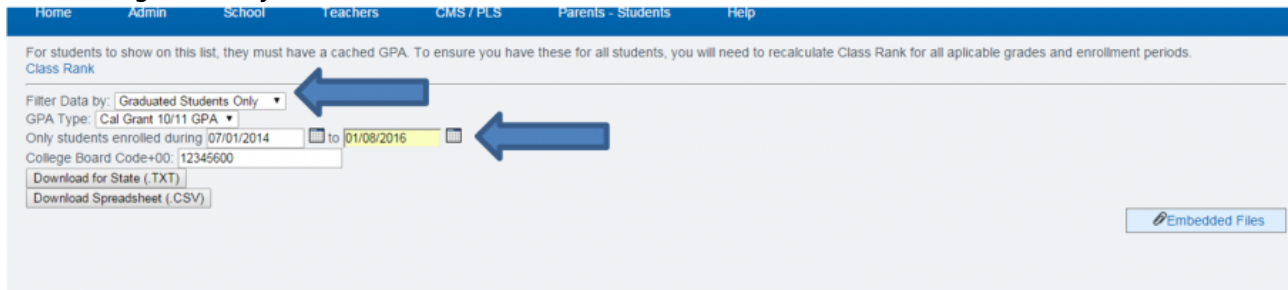 Home Admin School Teachers CMS / PLS Parents - Students Help
For students to show on this list, they must have a cached GPA. To ensure you have these for all students, you will need to recalculate Class Rank for all aplicable grades and enrollment periods.
Class Rank
Filter Data by: Graduated Students Only
GPA Type: Cal Grant 10/11 GPA
Only students enrolled during 07/01/2014 to 01/08/2016
College Board Code+00: 12345600
Download for State (.TXT)
Download Spreadsheet (.CSV)
Embedded Files